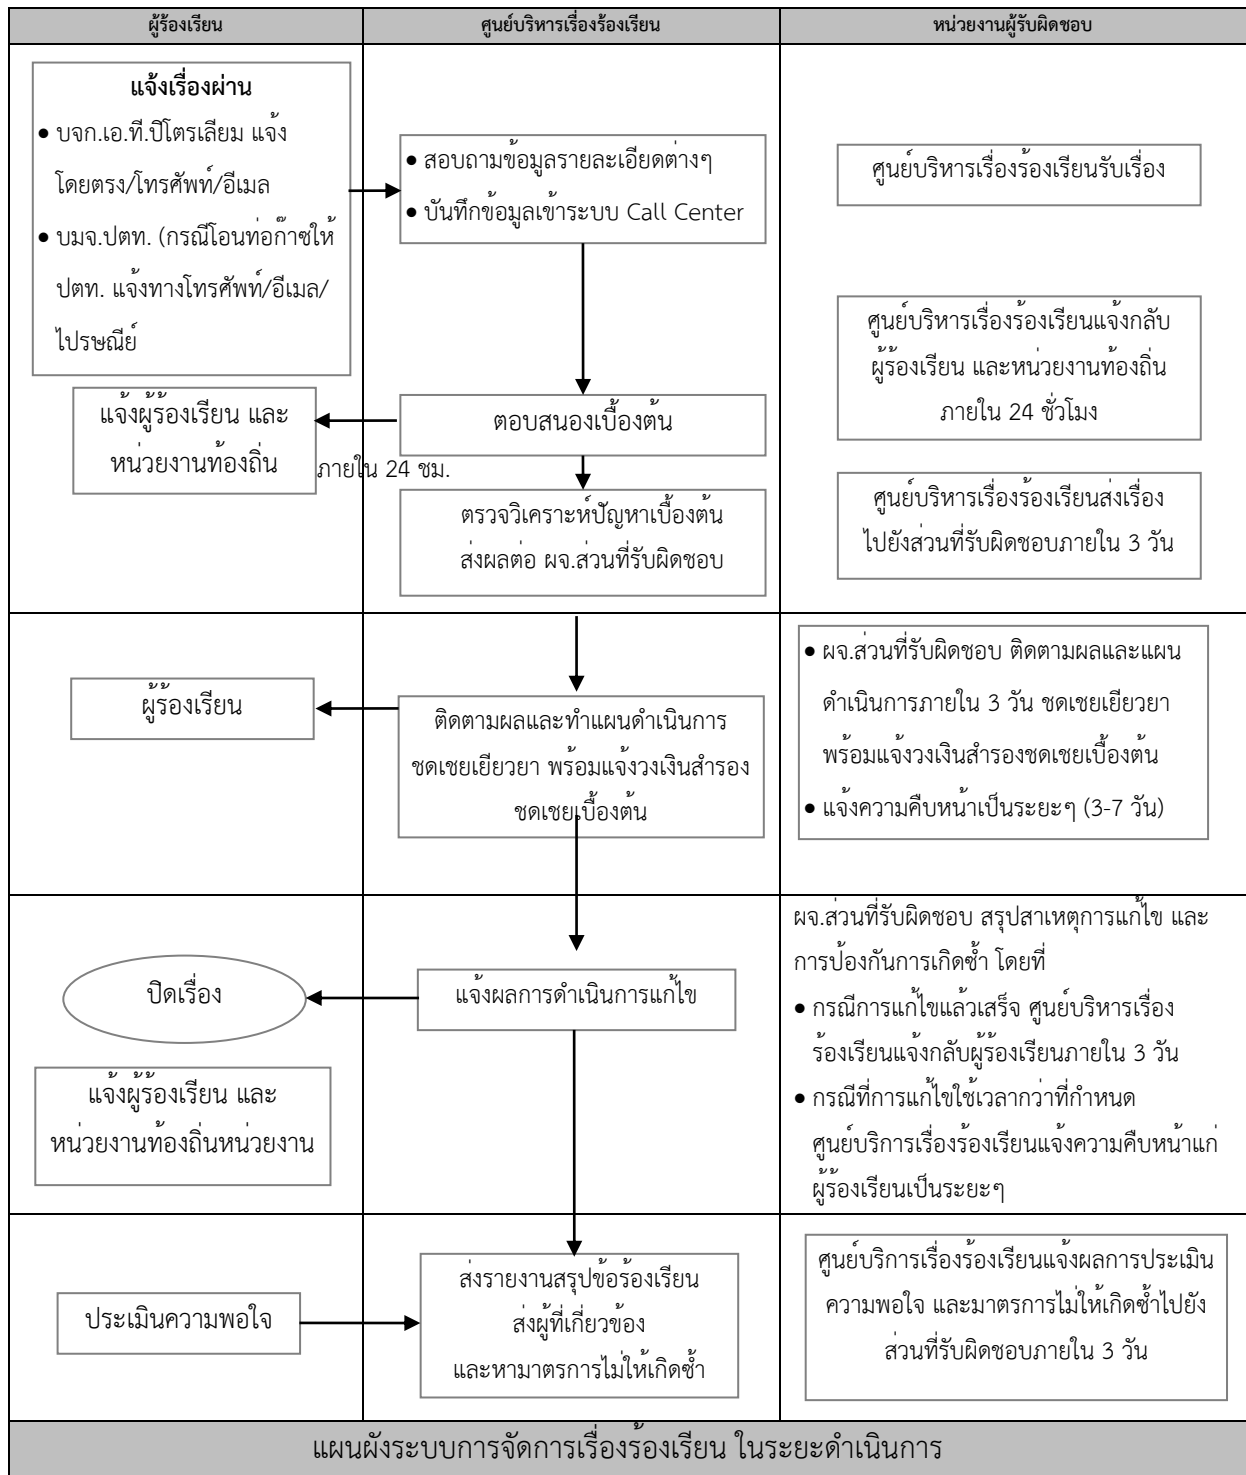 ผู้ร้องเรียน
ศูนย์บริหารเรื่องร้องเรียน
หน่วยงานผู้รับผิดชอบ
แจ้งเรื่องผ่าน
• บจก.เอ.ที.ปิโตรเลียม แจ้ง
โดยตรง/โทรศัพท์/อีเมล
• บมจ.ปตท. (กรณีโอนท่อก๊าซให้
ปตท. แจ้งทางโทรศัพท์/อีเมล/
ไปรษณีย์
• สอบถามข้อมูลรายละเอียดต่างๆ
• บันทึกข้อมูลเข้าระบบ Call Center
ศูนย์บริหารเรื่องร้องเรียนรับเรื่อง
แจ้งผู้ร้องเรียน และ
หน่วยงานท้องถิ่น
ภายใน 24 ชม.
ตอบสนองเบื้องต้น
ศูนย์บริหารเรื่องร้องเรียนแจ้งกลับ
ผู้ร้องเรียน และหน่วยงานท้องถิ่น
ภายใน 24 ชั่วโมง
ตรวจวิเคราะห์ปัญหาเบื้องต้น
ส่งผลต่อ ผจ.ส่วนที่รับผิดชอบ
ศูนย์บริหารเรื่องร้องเรียนส่งเรื่อง
ไปยังส่วนที่รับผิดชอบภายใน 3 วัน
ผู้ร้องเรียน
ติดตามผลและทำแผนดำเนินการ
ชดเชยเยียวยา พร้อมแจ้งวงเงินสำรอง
ชดเชยเบื้องต้น
• ผจ.ส่วนที่รับผิดชอบ ติดตามผลและแผน
ดำเนินการภายใน 3 วัน ชดเชยเยียวยา
พร้อมแจ้งวงเงินสำรองชดเชยเบื้องต้น
• แจ้งความคืบหน้าเป็นระยะๆ (3-7 วัน)
ปิดเรื่อง
แจ้งผู้ร้องเรียน และ
หน่วยงานท้องถิ่นหน่วยงาน
แจ้งผลการดำเนินการแก้ไข
ผจ.ส่วนที่รับผิดชอบ สรุปสาเหตุการแก้ไข และ
การป้องกันการเกิดซ้ำ โดยที่
• กรณีการแก้ไขแล้วเสร็จ ศูนย์บริหารเรื่อง
ร้องเรียนแจ้งกลับผู้ร้องเรียนภายใน 3 วัน
• กรณีที่การแก้ไขใช้เวลากว่าที่กำหนด
ศูนย์บริการเรื่องร้องเรียนแจ้งความคืบหน้าแก่
ผู้ร้องเรียนเป็นระยะๆ
ประเมินความพอใจ
ส่งรายงานสรุปข้อร้องเรียน
ส่งผู้ที่เกี่ยวข้อง
และหามาตรการไม่ให้เกิดซ้ำ
ศูนย์บริการเรื่องร้องเรียนแจ้งผลการประเมิน
ความพอใจ และมาตรการไม่ให้เกิดซ้ำไปยัง
ส่วนที่รับผิดชอบภายใน 3 วัน
แผนผังระบบการจัดการเรื่องร้องเรียน ในระยะดำเนินการ